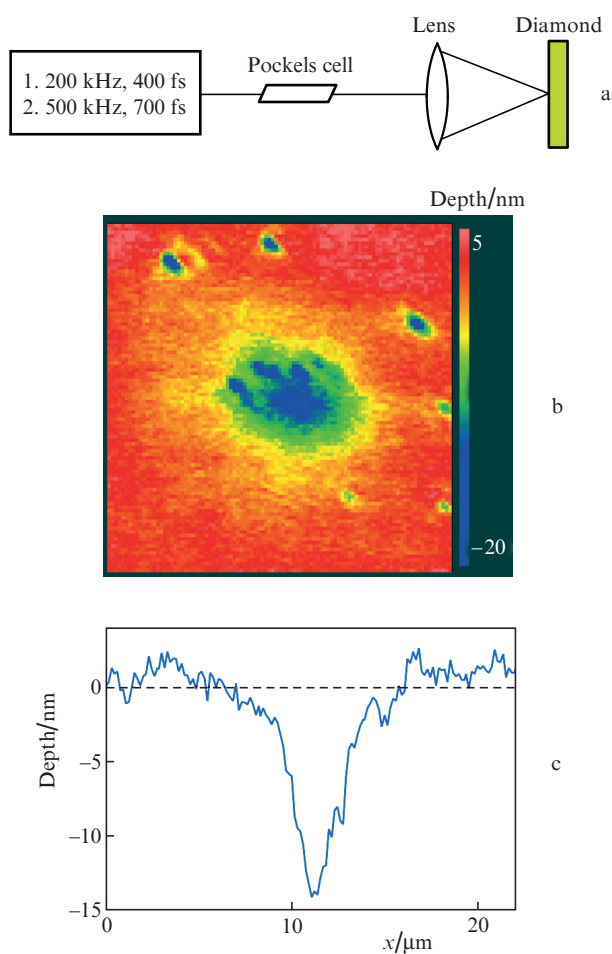 Lens
Diamond
Pockels cell
1. 200 kHz, 400 fs
2. 500 kHz, 700 fs
a
Depth/nm
5
b
−20
0
−5
−10
−15
Depth/nm
c
0
10
20
x/μm